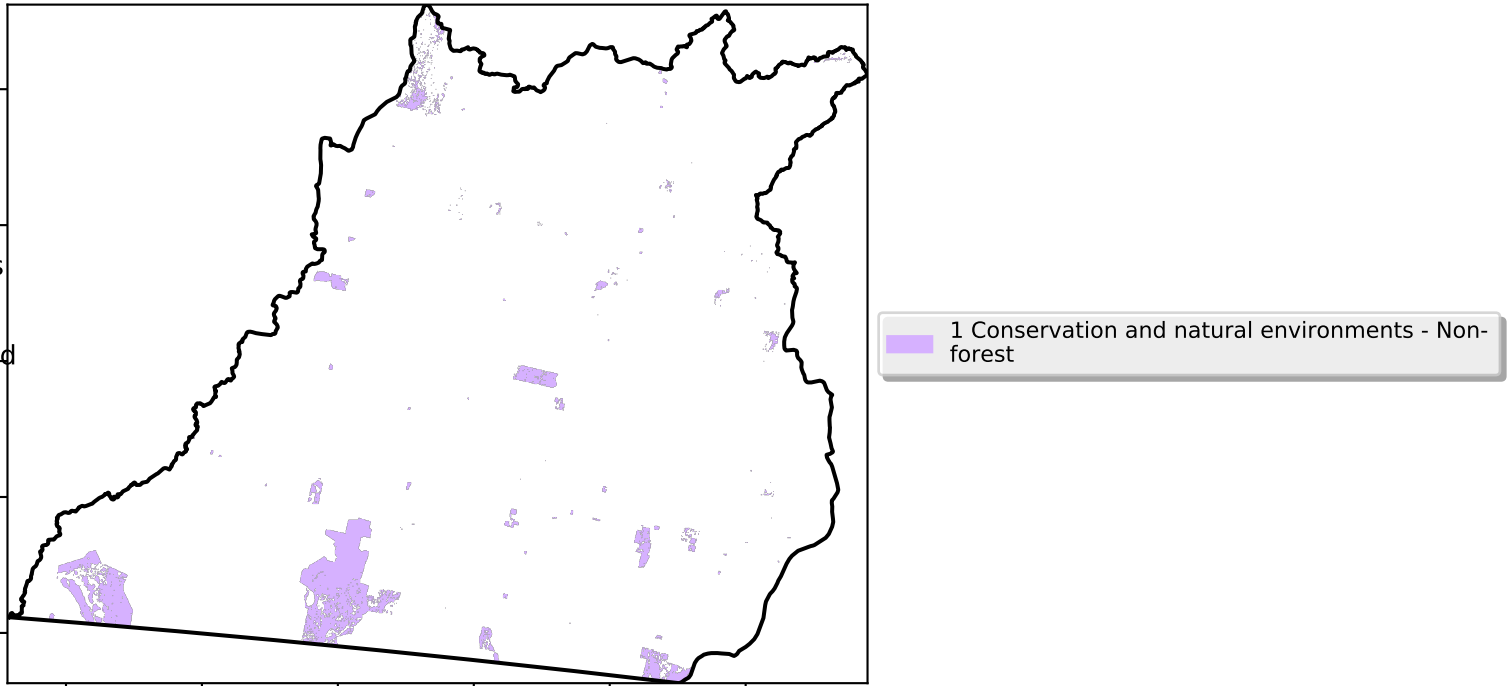 s
d
1 Conservation and natural environments - Non-
forest